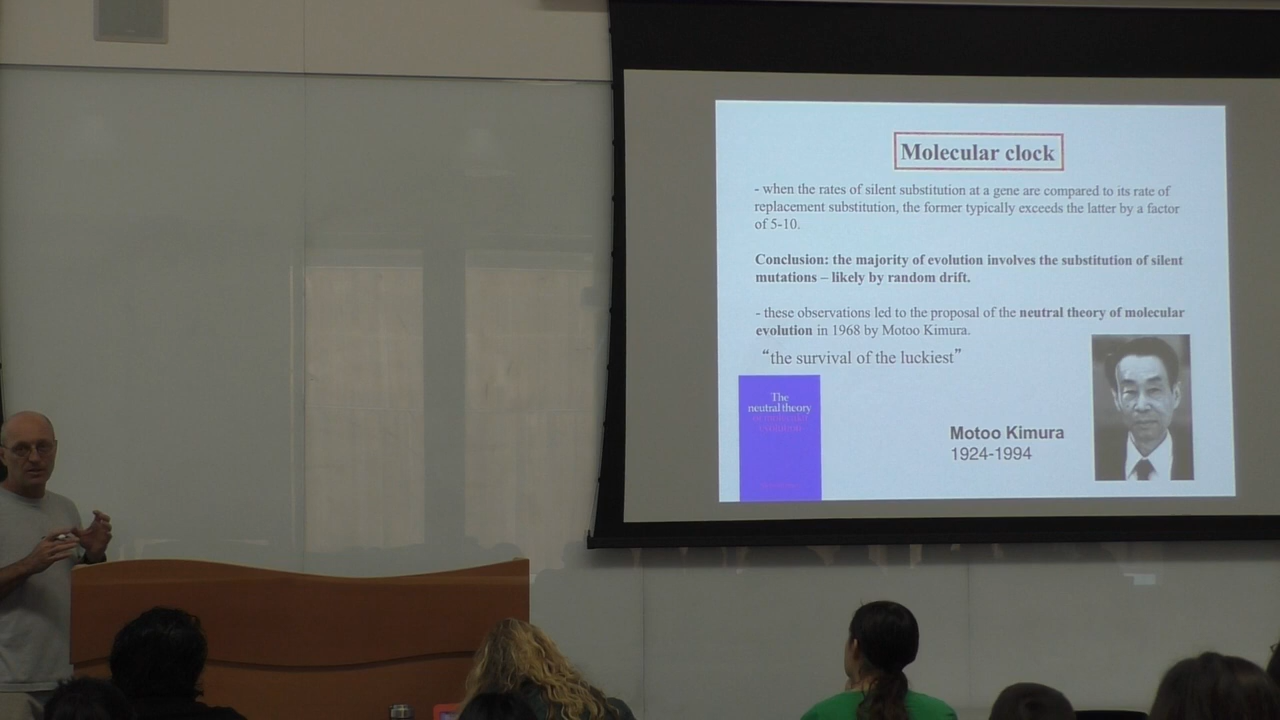 Molecular clock
- when the rates of silent substitution at a gene are compared to its rate of
replacement substitution, the former typically exceeds the latter by a factor
of 5-10.
Conclusion: the majority of evolution involves the substitution of silent
mutations – likely by random drift.
- these observations led to the proposal of the neutral theory of molecular
evolution in 1968 by Motoo Kimura.
“the survival of the luckiest”
The
neutral theory
Motoo Kimura
1924-1994